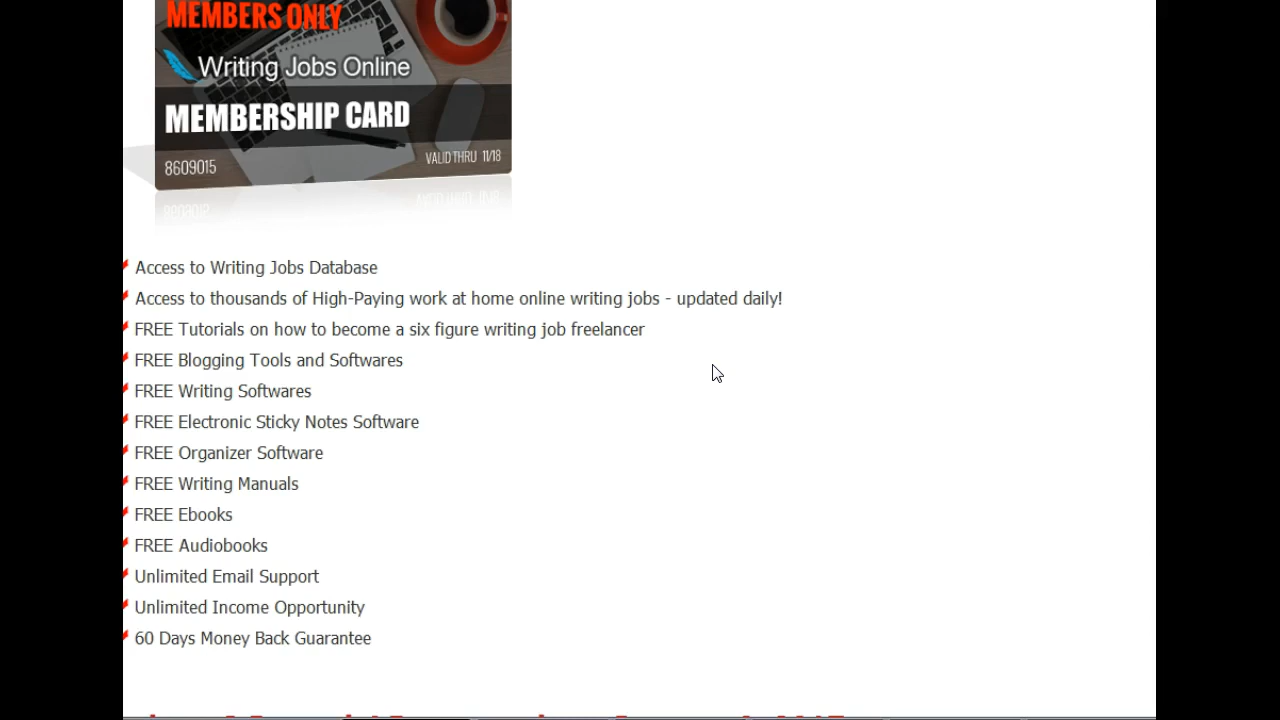 MEMBERS ONLY
Writing Jobs Online
MEMBERSHIP CARD
8609015
VALID THRU 11/18
Access to Writing Jobs Database
Access to thousands of High-Paying work at home online writing jobs - updated daily!
FREE Tutorials on how to become a six figure writing job freelancer
FREE Blogging Tools and Softwares
FREE Writing Softwares
FREE Electronic Sticky Notes Software
FREE Organizer Software
FREE Writing Manuals
FREE Ebooks
FREE Audiobooks
Unlimited Email Support
Unlimited Income Opportunity
60 Days Money Back Guarantee